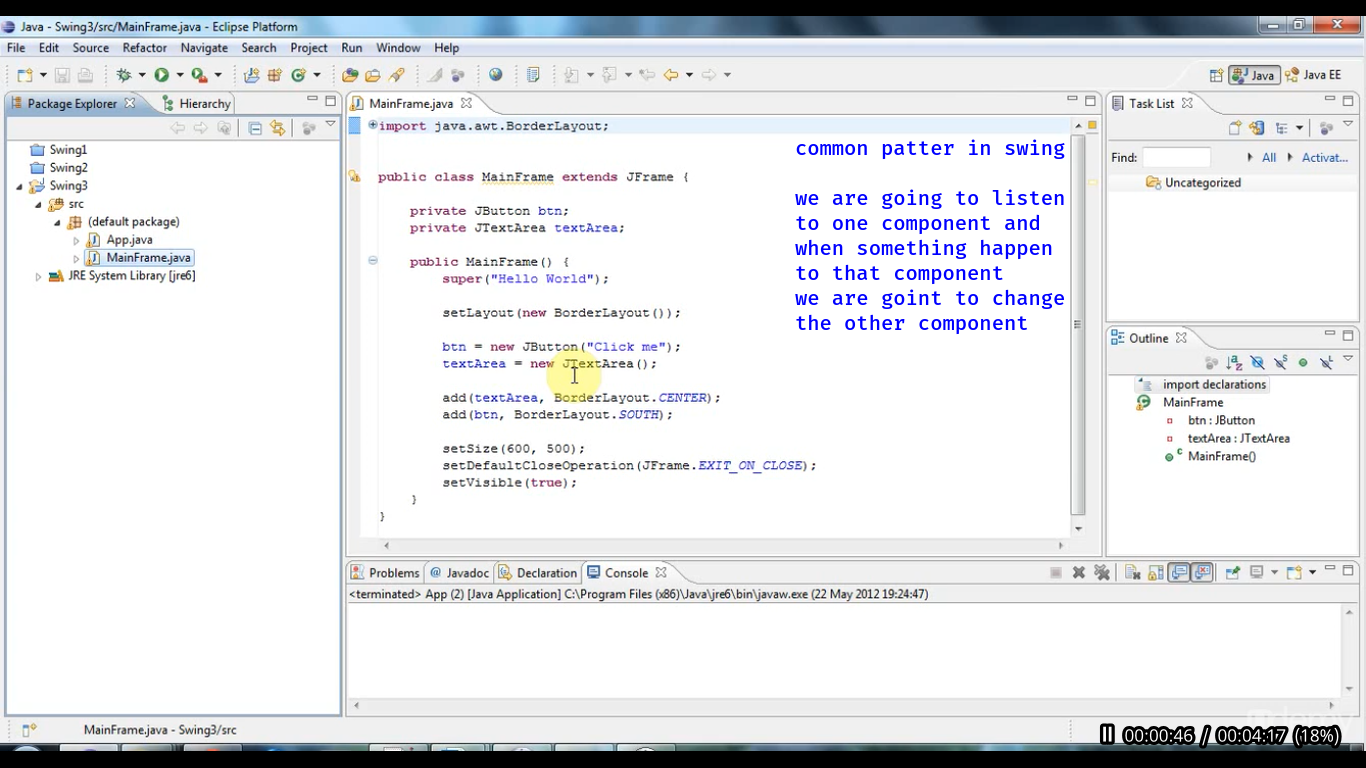 Java - Swing3/src/MainFrame.java - Eclipse Platform
File Edit Source Refactor Navigate Search Project Run Window Help
Java Java EE
Package Explorer Hierarchy
Swing1
Swing2
Swing3
src
(default package)
App.java
MainFrame.java
JRE System Library [jre6]
MainFrame.java
import java.awt.BorderLayout;
public class MainFrame extends JFrame {
private JButton btn;
private JTextArea textArea;
public MainFrame() {
super("Hello World");
setLayout(new BorderLayout());
btn = new JButton("Click me");
textArea = new JTextArea();
add(textArea, BorderLayout.CENTER);
add(btn, BorderLayout.SOUTH);
setSize(600, 500);
setDefaultCloseOperation(JFrame.EXIT_ON_CLOSE);
setVisible(true);
}
}
common patter in swing
we are going to listen
to one component and
when something happen
to that component
we are goint to change
the other component
Task List
Find: All Activat...
Uncategorized
Outline
import declarations
MainFrame
btn : JButton
textArea : JTextArea
MainFrame()
Problems @ Javadoc Declaration Console
<terminated> App (2) [Java Application] C:\Program Files (x86)\Java\jre6\bin\javaw.exe (22 May 2012 19:24:47)
MainFrame.java - Swing3/src
00:00:46 / 00:04:17 (18%)